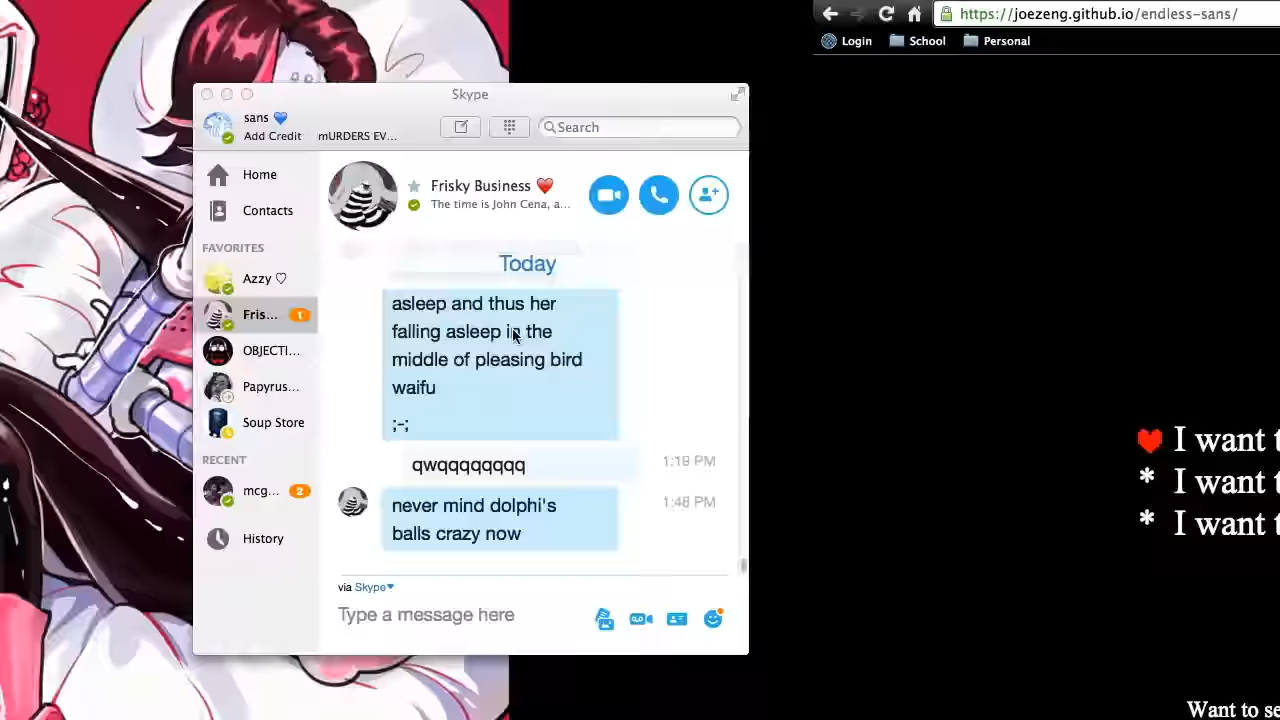 https://joezeng.github.io/endless-sans/
Login School Personal
Skype
sans 💙
Add Credit mURDERS EV...
Search
Home
Contacts
FAVORITES
Azzy ♡
Fris... 1
OBJECTI...
Papyrus...
Soup Store
RECENT
mcg... 2
History
Frisky Business ❤️
The time is John Cena, a...
Today
asleep and thus her
falling asleep in the
middle of pleasing bird
waifu
;-;
qwqqqqqqqq 1:18 PM
never mind dolphi's 1:48 PM
balls crazy now
via Skype
Type a message here
I want t
* I want t
* I want t
Want to se